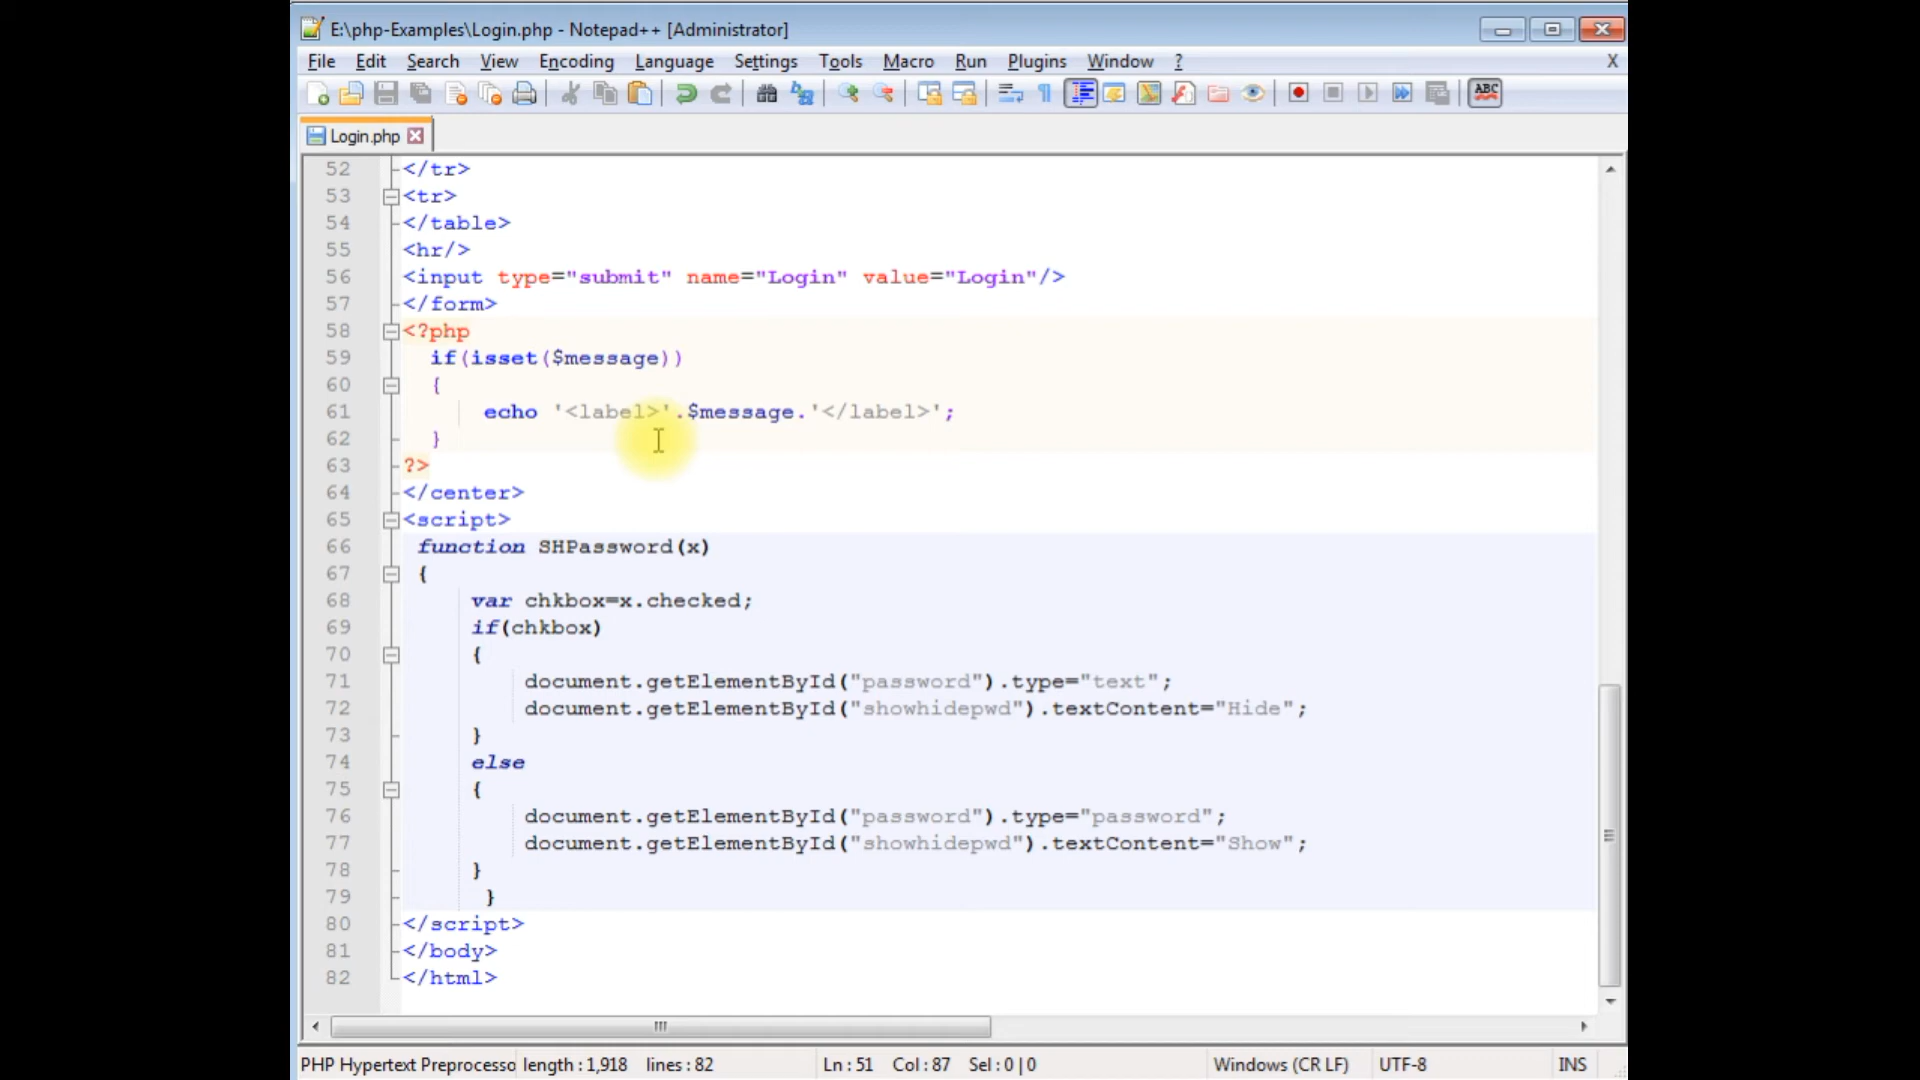 E:\php-Examples\Login.php - Notepad++ [Administrator]
File Edit Search View Encoding Language Settings Tools Macro Run Plugins Window ? X
ABC
Login.php
52 </tr>
53 <tr>
54 </table>
55 <hr/>
56 <input type="submit" name="Login" value="Login"/>
57 </form>
58 <?php
59 if(isset($message))
60 {
61 echo '<label>'.$message.'</label>';
62 }
63 ?>
64 </center>
65 <script>
66 function SHPassword(x)
67 {
68 var chkbox=x.checked;
69 if(chkbox)
70 {
71 document.getElementById("password").type="text";
72 document.getElementById("showhidepwd").textContent="Hide";
73 }
74 else
75 {
76 document.getElementById("password").type="password";
77 document.getElementById("showhidepwd").textContent="Show";
78 }
79 }
80 </script>
81 </body>
82 </html>
PHP Hypertext Preprocesso length : 1,918 lines : 82 Ln : 51 Col : 87 Sel : 0 | 0 Windows (CR LF) UTF-8 INS